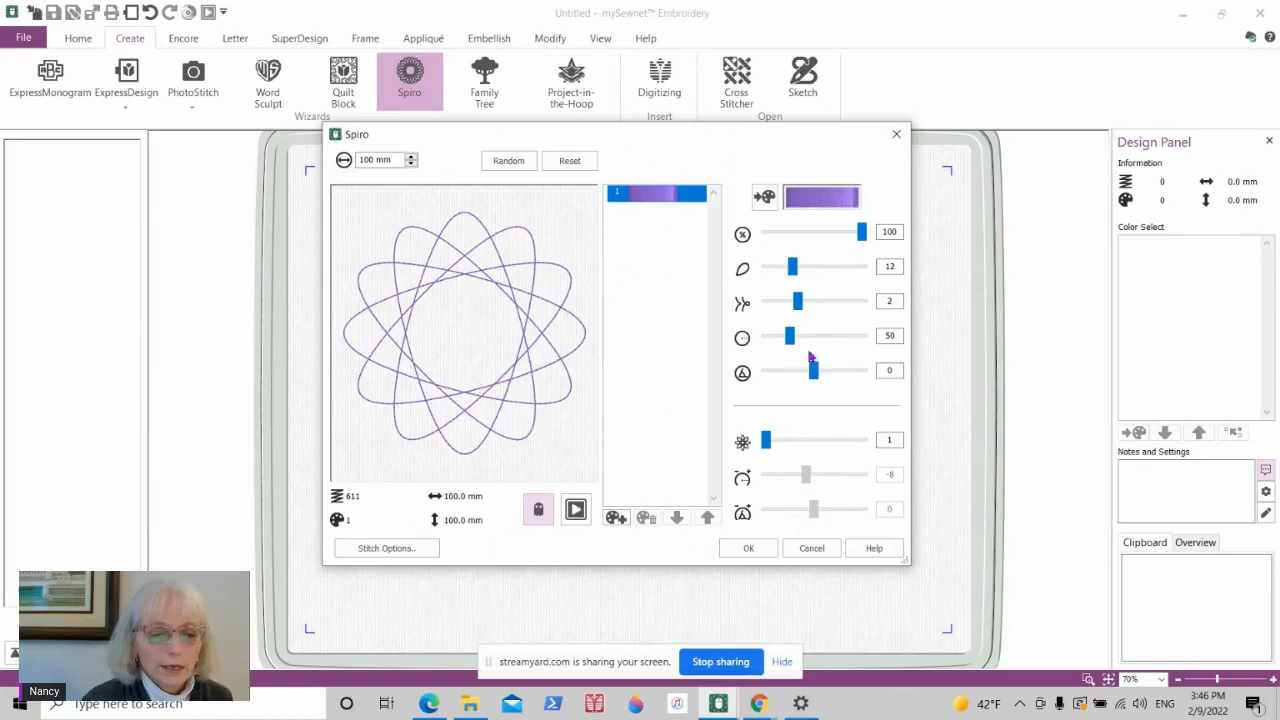 Untitled - mySewnet™ Embroidery
File
Home
Create
Encore
Letter
SuperDesign
Frame
Appliqué
Embellish
Modify
View
Help
ExpressMonogram
ExpressDesign
PhotoStitch
Word
Sculpt
Quilt
Block
Spiro
Family
Tree
Project-in-
the-Hoop
Digitizing
Cross
Stitcher
Sketch
Wizards
Insert
Open
Spiro
100 mm
Random
Reset
1
100
12
2
50
0
1
-8
0
611
100.0 mm
1
100.0 mm
Stitch Options..
OK
Cancel
Help
Design Panel
Information
0
0.0 mm
0
0.0 mm
Color Select
Notes and Settings
Clipboard
Overview
Nancy
streamyard.com is sharing your screen.
Stop sharing
Hide
70%
Type here to search
42°F
ENG
3:46 PM
2/9/2022
1